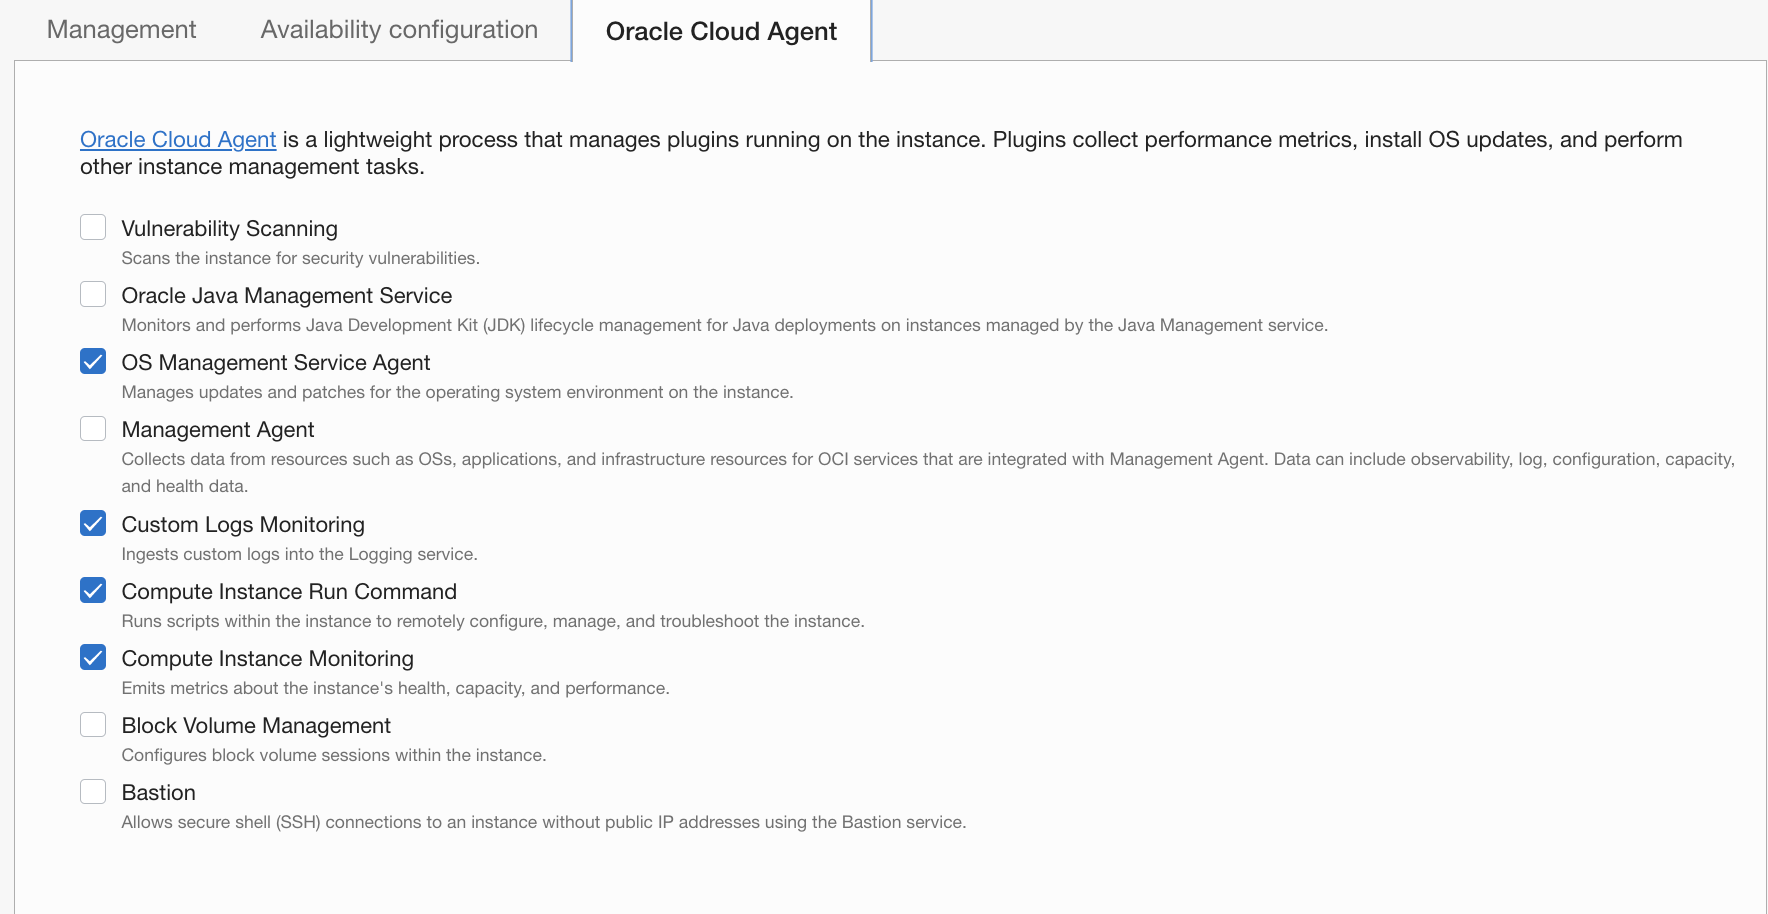 Management
Availability configuration
Oracle Cloud Agent
Oracle Cloud Agent is a lightweight process that manages plugins running on the instance. Plugins collect performance metrics, install OS updates, and perform
other instance management tasks.
Vulnerability Scanning
Scans the instance for security vulnerabilities.
Oracle Java Management Service
Monitors and performs Java Development Kit (JDK) lifecycle management for Java deployments on instances managed by the Java Management service.
OS Management Service Agent
Manages updates and patches for the operating system environment on the instance.
Management Agent
Collects data from resources such as OSs, applications, and infrastructure resources for OCI services that are integrated with Management Agent. Data can include observability, log, configuration, capacity,
and health data.
Custom Logs Monitoring
Ingests custom logs into the Logging service.
Compute Instance Run Command
Runs scripts within the instance to remotely configure, manage, and troubleshoot the instance.
Compute Instance Monitoring
Emits metrics about the instance's health, capacity, and performance.
Block Volume Management
Configures block volume sessions within the instance.
Bastion
Allows secure shell (SSH) connections to an instance without public IP addresses using the Bastion service.